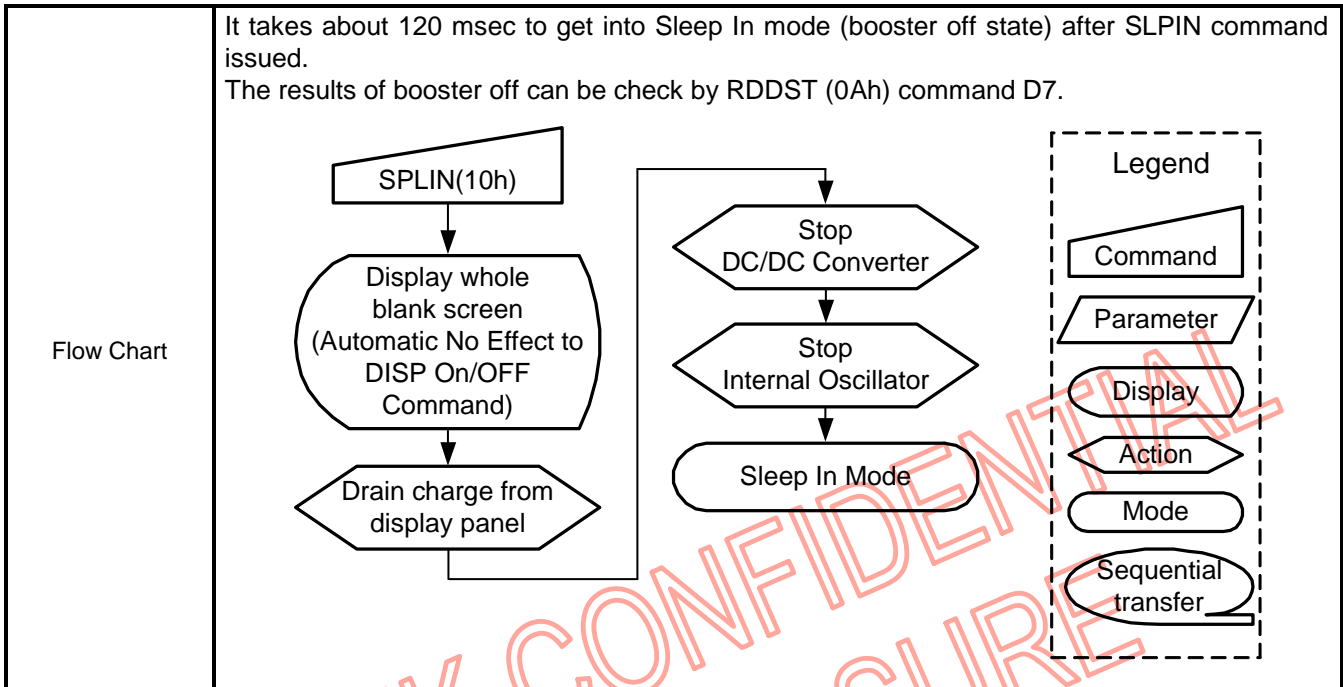 It takes about 120 msec to get into Sleep In mode (booster off state) after SLPIN command
issued.
The results of booster off can be check by RDDST (0Ah) command D7.
Flow Chart
SPLIN(10h)
Display whole
blank screen
(Automatic No Effect to
DISP On/OFF
Command)
Drain charge from
display panel
Stop
DC/DC Converter
Stop
Internal Oscillator
Sleep In Mode
Legend
Command
Parameter
Display
Action
Mode
Sequential
transfer
CONFIDENTIAL